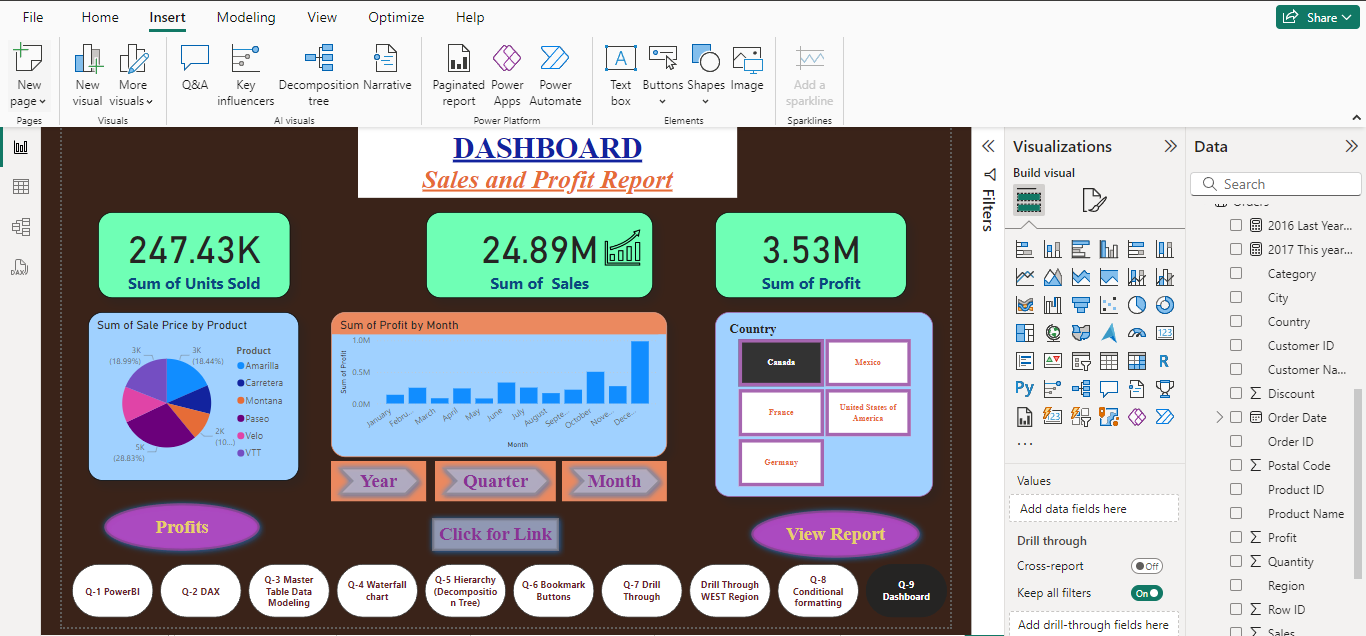 File Home Insert Modeling View Optimize Help Share
New page
New visual
More visuals
Q&A
Key influencers
Decomposition tree
Narrative
Paginated report
Power Apps
Power Automate
Text box
Buttons
Shapes
Image
Add a sparkline
Pages
Visuals
AI visuals
Power Platform
Elements
Sparklines
DASHBOARD
Sales and Profit Report
247.43K
Sum of Units Sold
24.89M
Sum of Sales
3.53M
Sum of Profit
Sum of Sale Price by Product
3K
(18.99%)
3K
(18.44%)
2K
(10...)
5K
(28.83%)
Product
Amarilla
Carretera
Montana
Paseo
Velo
VTT
Sum of Profit by Month
Sum of Profit
1.0M
0.5M
0.0M
January
Febru...
March
April
May
June
July
August
Septe...
October
Nove...
Dece...
Month
Country
Canada
Mexico
France
United States of
America
Germany
Year
Quarter
Month
Profits
Click for Link
View Report
Q-1 PowerBI
Q-2 DAX
Q-3 Master
Table Data
Modeling
Q-4 Waterfall
chart
Q-5 Hierarchy
(Decompositio
n Tree)
Q-6 Bookmark
Buttons
Q-7 Drill
Through
Drill Through
WEST Region
Q-8
Conditional
formatting
Q-9
Dashboard
Filters
Visualizations
Build visual
123
R
Py
Values
Add data fields here
Drill through
Cross-report
Off
Keep all filters
On
Add drill-through fields here
Data
Search
Orders
2016 Last Year...
2017 This year...
Category
City
Country
Customer ID
Customer Na...
Discount
Order Date
Order ID
Postal Code
Product ID
Product Name
Profit
Quantity
Region
Row ID
Sales
DAX